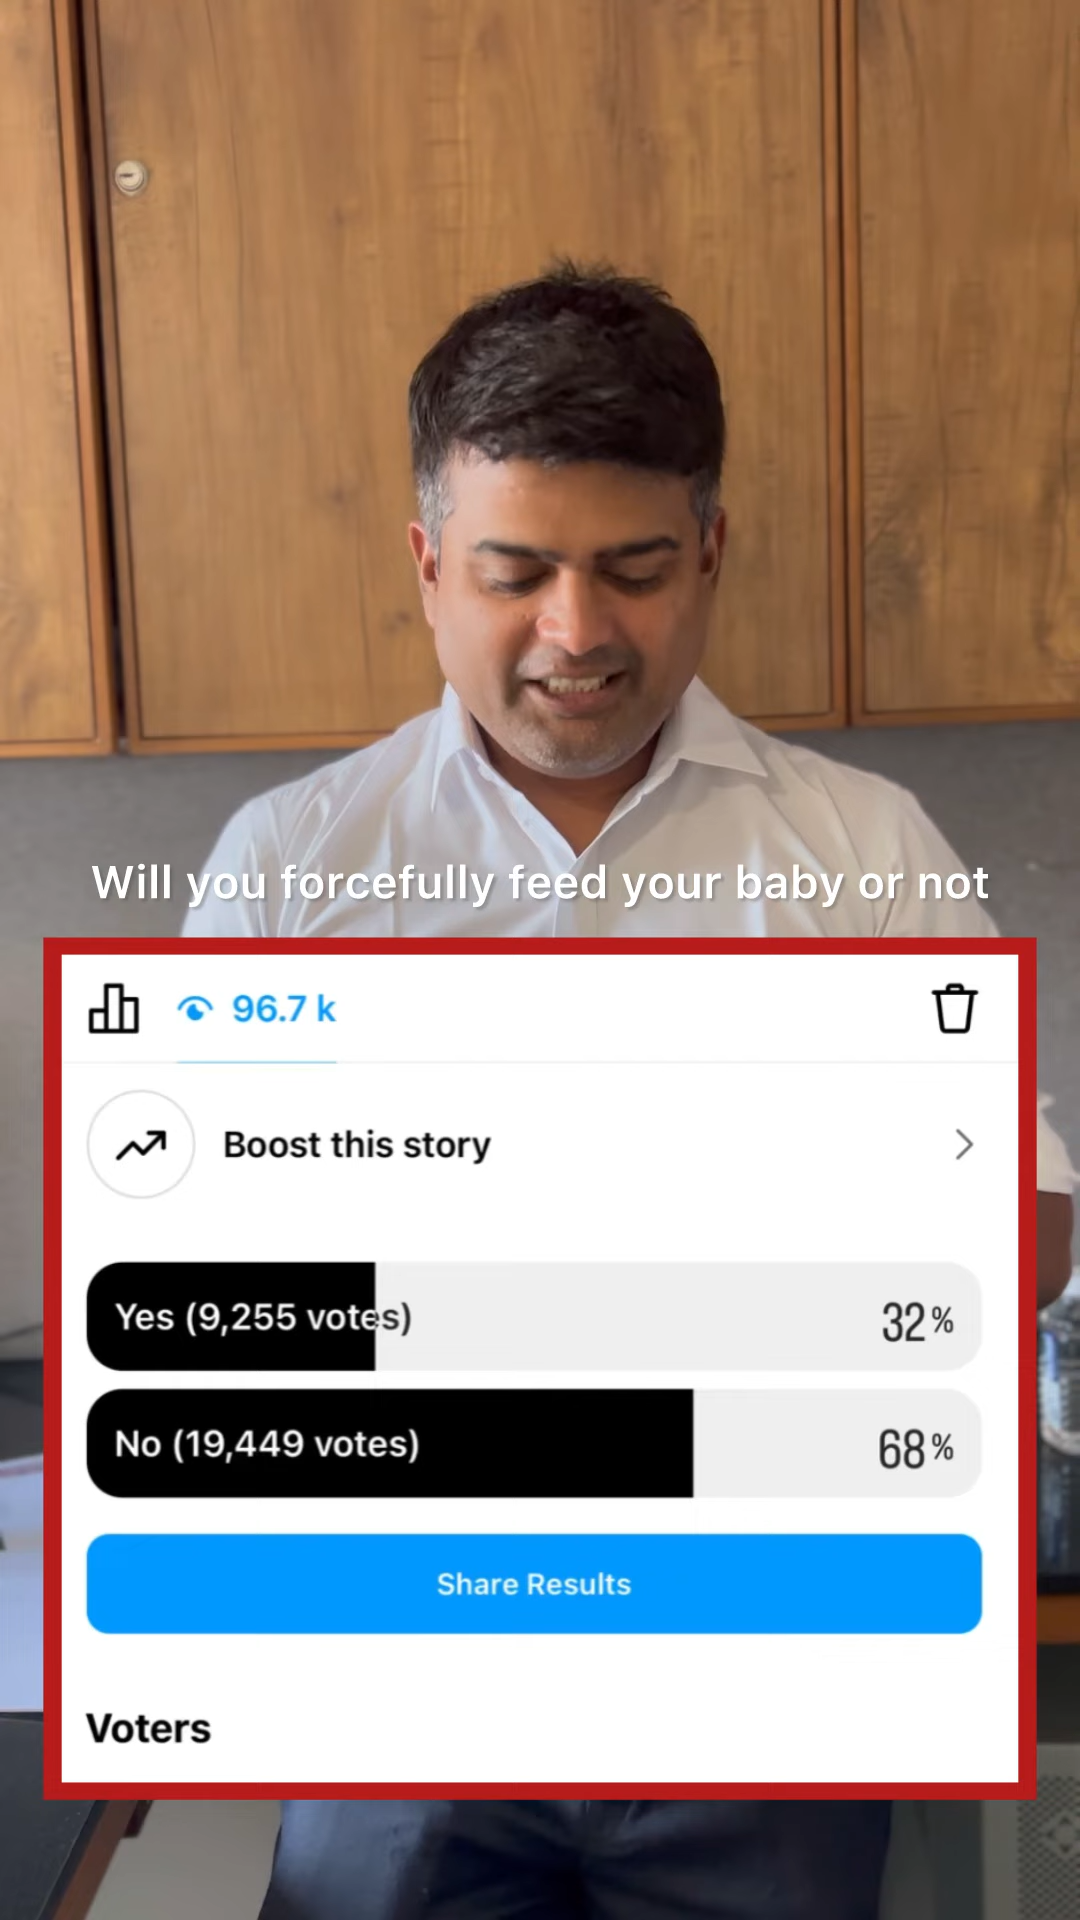 Will you forcefully feed your baby or not
96.7 k
Boost this story
Yes (9,255 votes) 32%
No (19,449 votes) 68%
Share Results
Voters